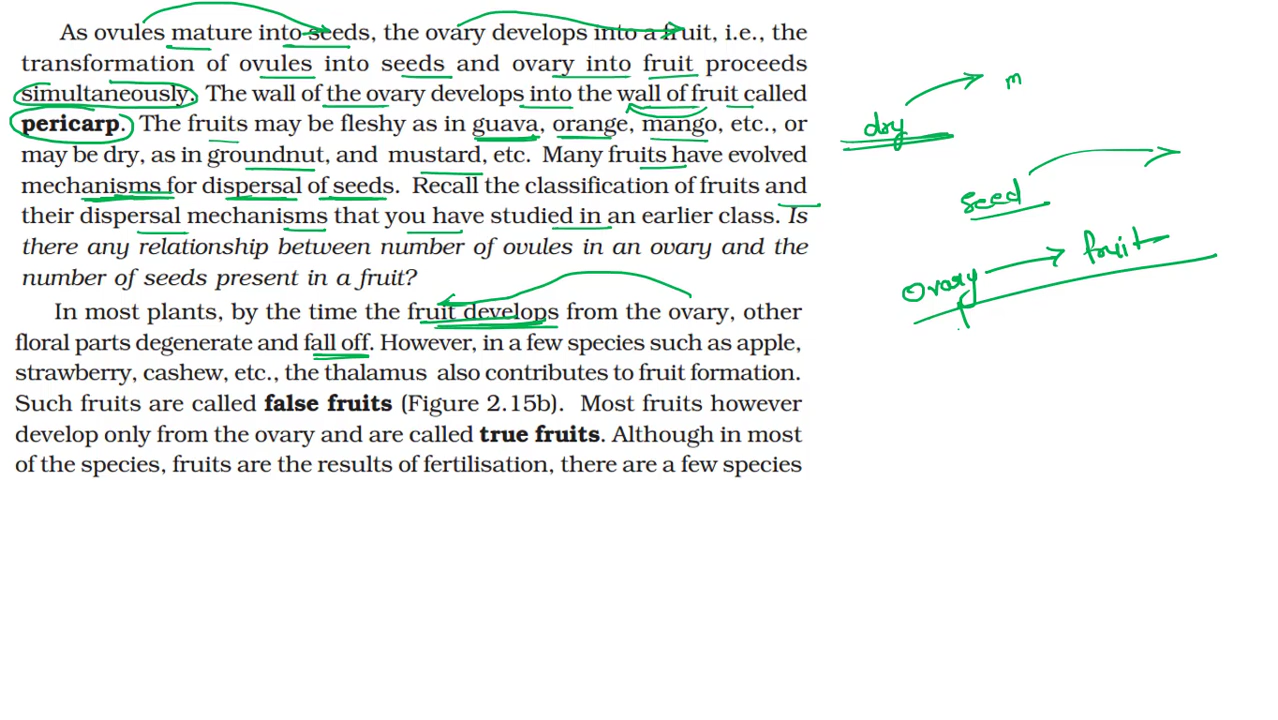 As ovules mature into seeds, the ovary develops into a fruit, i.e., the
transformation of ovules into seeds and ovary into fruit proceeds
simultaneously. The wall of the ovary develops into the wall of fruit called
pericarp. The fruits may be fleshy as in guava, orange, mango, etc., or
may be dry, as in groundnut, and mustard, etc. Many fruits have evolved
mechanisms for dispersal of seeds. Recall the classification of fruits and
their dispersal mechanisms that you have studied in an earlier class. Is
there any relationship between number of ovules in an ovary and the
number of seeds present in a fruit?
In most plants, by the time the fruit develops from the ovary, other
floral parts degenerate and fall off. However, in a few species such as apple,
strawberry, cashew, etc., the thalamus also contributes to fruit formation.
Such fruits are called false fruits (Figure 2.15b). Most fruits however
develop only from the ovary and are called true fruits. Although in most
of the species, fruits are the results of fertilisation, there are a few species
dry m
seed
ovary fruit